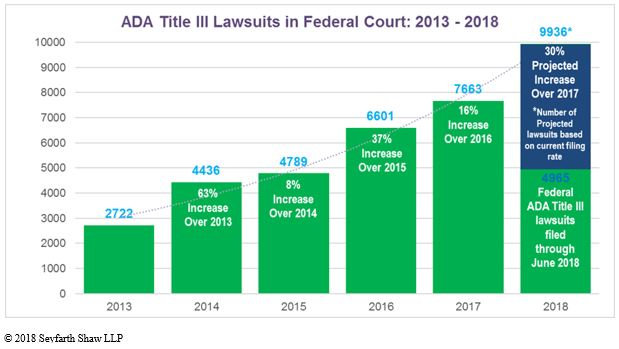 ADA Title III Lawsuits in Federal Court: 2013 - 2018
10000
9000
8000
7000
6000
5000
4000
3000
2000
1000
0
2722
4436
63%
Increase
Over 2013
4789
8%
Increase
Over 2014
6601
37%
Increase
Over 2015
7663
16%
Increase
Over 2016
9936*
30%
Projected
Increase
Over 2017
*Number of
Projected
lawsuits based
on current filing
rate
4965
Federal
ADA Title III
lawsuits
filed
through
June 2018
2013
2014
2015
2016
2017
2018
© 2018 Seyfarth Shaw LLP